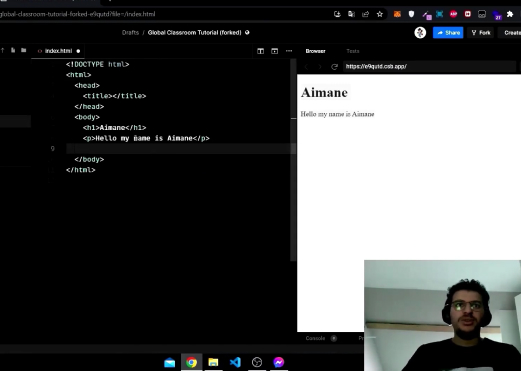 global-classroom-tutorial-forked-e9qutd?file=/index.html
Drafts / Global Classroom Tutorial (forked)
Share
Fork
Create
index.html
Browser
Tests
https://e9qutd.csb.app/
<!DOCTYPE html>
<html>
<head>
<title></title>
</head>
<body>
<h1>Aimane</h1>
<p>Hello my name is Aimane</p>
9
</body>
</html>
Aimane
Hello my name is Aimane
Console